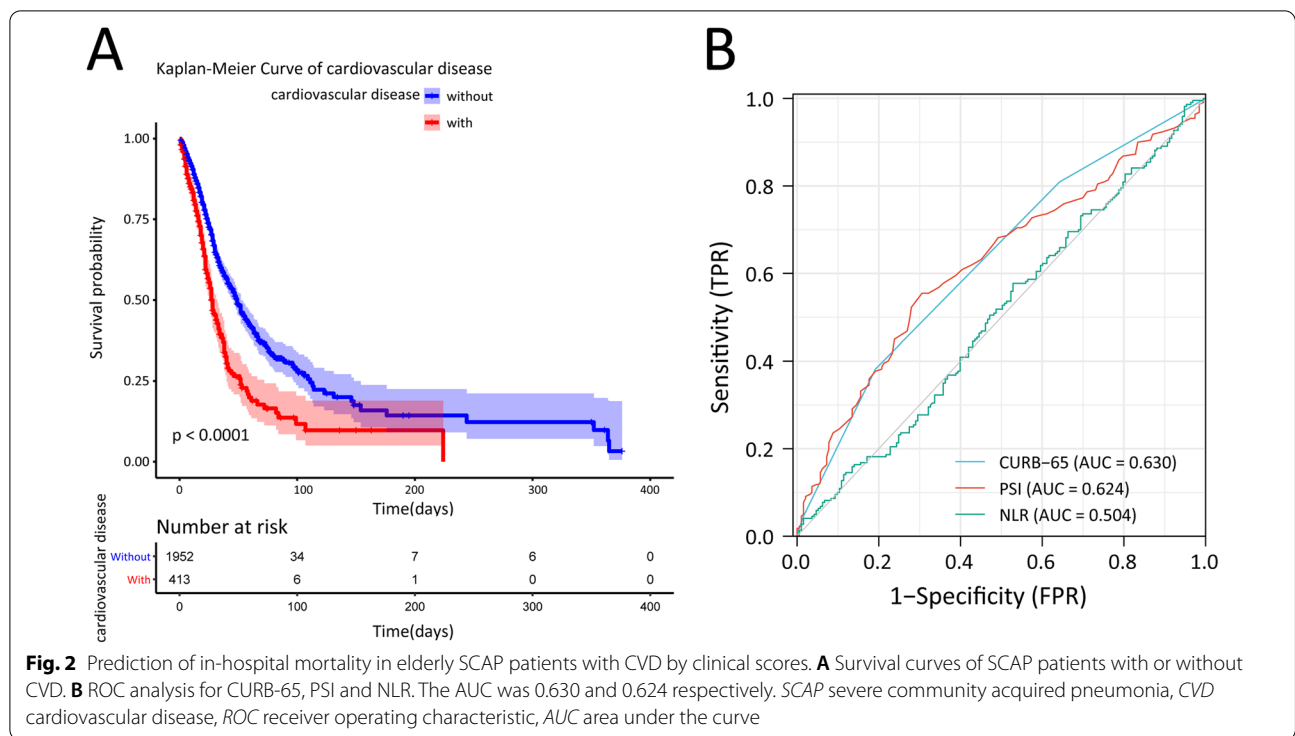 A
Kaplan-Meier Curve of cardiovascular disease
cardiovascular disease without
with
Survival probability
1.00
0.75
0.50
0.25
0.00
p < 0.0001
0 100 200 300 400
Time(days)
cardiovascular disease
Number at risk
Without 1952 34 7 6 0
With 413 6 1 0 0
0 100 200 300 400
Time(days)
B
Sensitivity (TPR)
1.0
0.8
0.6
0.4
0.2
0.0
CURB−65 (AUC = 0.630)
PSI (AUC = 0.624)
NLR (AUC = 0.504)
0.0 0.2 0.4 0.6 0.8 1.0
1−Specificity (FPR)
Fig. 2 Prediction of in-hospital mortality in elderly SCAP patients with CVD by clinical scores. A Survival curves of SCAP patients with or without
CVD. B ROC analysis for CURB-65, PSI and NLR. The AUC was 0.630 and 0.624 respectively. SCAP severe community acquired pneumonia, CVD
cardiovascular disease, ROC receiver operating characteristic, AUC area under the curve